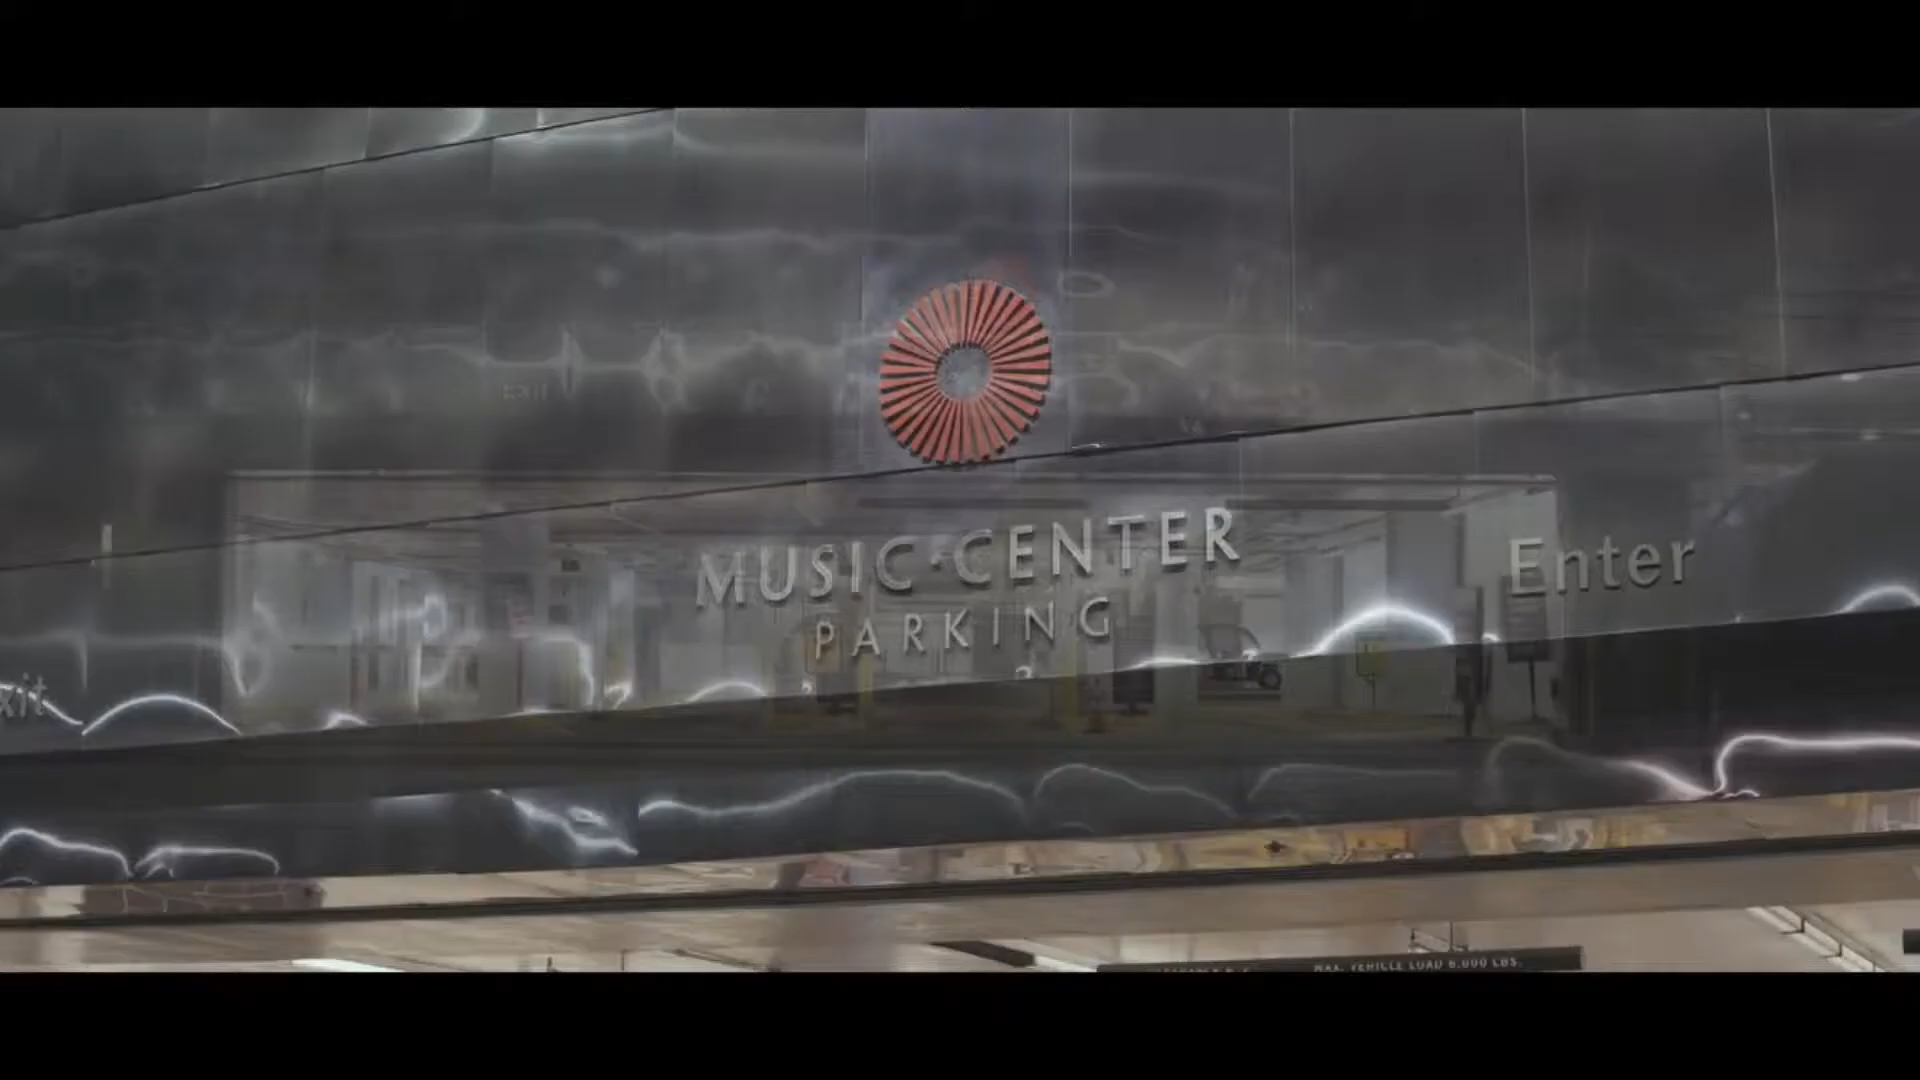 MUSIC·CENTER
PARKING
Enter
xit
MAX. VEHICLE LOAD 6,000 LBS.